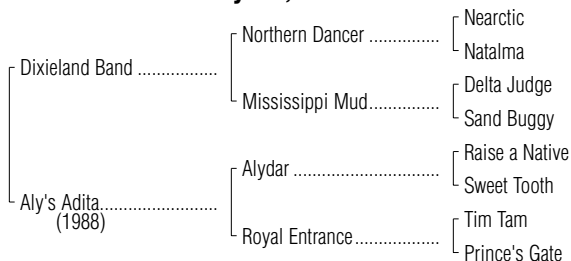 Nearctic
Northern Dancer ...............
Natalma
Dixieland Band .................
Delta Judge
Mississippi Mud...............
Sand Buggy
Raise a Native
Alydar ...............................
Sweet Tooth
Aly's Adita.........................
(1988)
Tim Tam
Royal Entrance..................
Prince's Gate